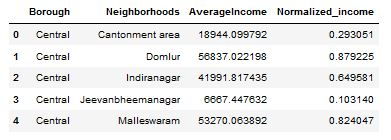 Borough Neighborhoods AverageIncome Normalized_income
0 Central Cantonment area 18944.099792 0.293051
1 Central Domlur 56837.022198 0.879225
2 Central Indiranagar 41991.817435 0.649581
3 Central Jeevanbheemanagar 6667.447632 0.103140
4 Central Malleswaram 53270.063892 0.824047